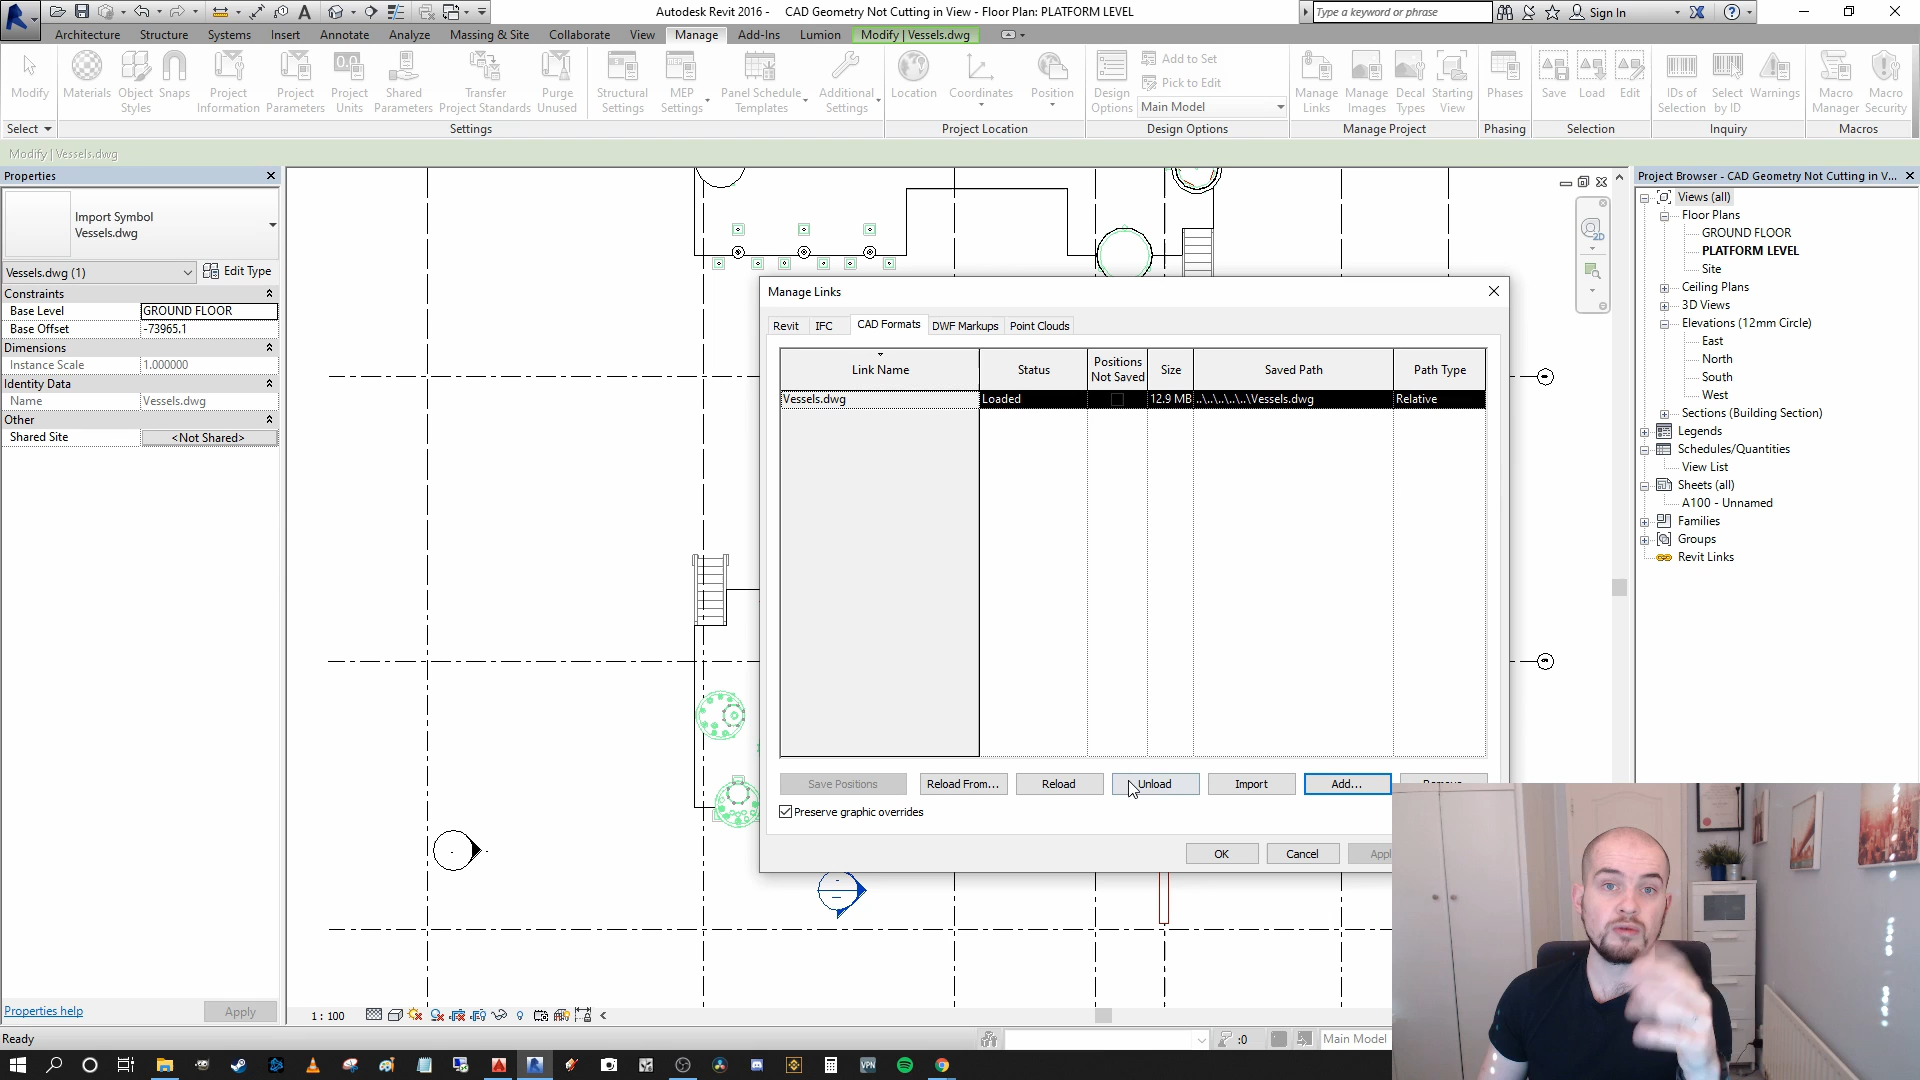 Autodesk Revit 2016 -     CAD Geometry Not Cutting in View - Floor Plan: PLATFORM LEVEL
Type a keyword or phrase
Sign In
Architecture
Structure
Systems
Insert
Annotate
Analyze
Massing & Site
Collaborate
View
Manage
Add-Ins
Lumion
Modify | Vessels.dwg
Modify
Materials
Object Styles
Snaps
Project Information
Project Parameters
Project Units
Shared Parameters
Transfer Project Standards
Purge Unused
Structural Settings
MEP Settings
Panel Schedule Templates
Additional Settings
Location
Coordinates
Position
Design Options
Add to Set
Pick to Edit
Main Model
Manage Links
Manage Images
Decal Types
Starting View
Phases
Save
Load
Edit
IDs of Selection
Select by ID
Warnings
Macro Manager
Macro Security
Select
Settings
Project Location
Design Options
Manage Project
Phasing
Selection
Inquiry
Macros
Modify | Vessels.dwg
Properties
Import Symbol
Vessels.dwg
Vessels.dwg (1)
Edit Type
Constraints
Base Level GROUND FLOOR
Base Offset -73965.1
Dimensions
Instance Scale 1.000000
Identity Data
Name Vessels.dwg
Other
Shared Site <Not Shared>
Properties help
Apply
Manage Links
Revit
IFC
CAD Formats
DWF Markups
Point Clouds
Link Name
Status
Positions Not Saved
Size
Saved Path
Path Type
Vessels.dwg Loaded 12.9 MB ..\..\..\..\..\Vessels.dwg Relative
Save Positions
Reload From...
Reload
Unload
Import
Add...
Preserve graphic overrides
OK
Cancel
Project Browser - CAD Geometry Not Cutting in V...
Views (all)
Floor Plans
GROUND FLOOR
PLATFORM LEVEL
Site
Ceiling Plans
3D Views
Elevations (12mm Circle)
East
North
South
West
Sections (Building Section)
Legends
Schedules/Quantities
View List
Sheets (all)
A100 - Unnamed
Families
Groups
Revit Links
2D
1 : 100
Ready
:0
Main Model
VPN